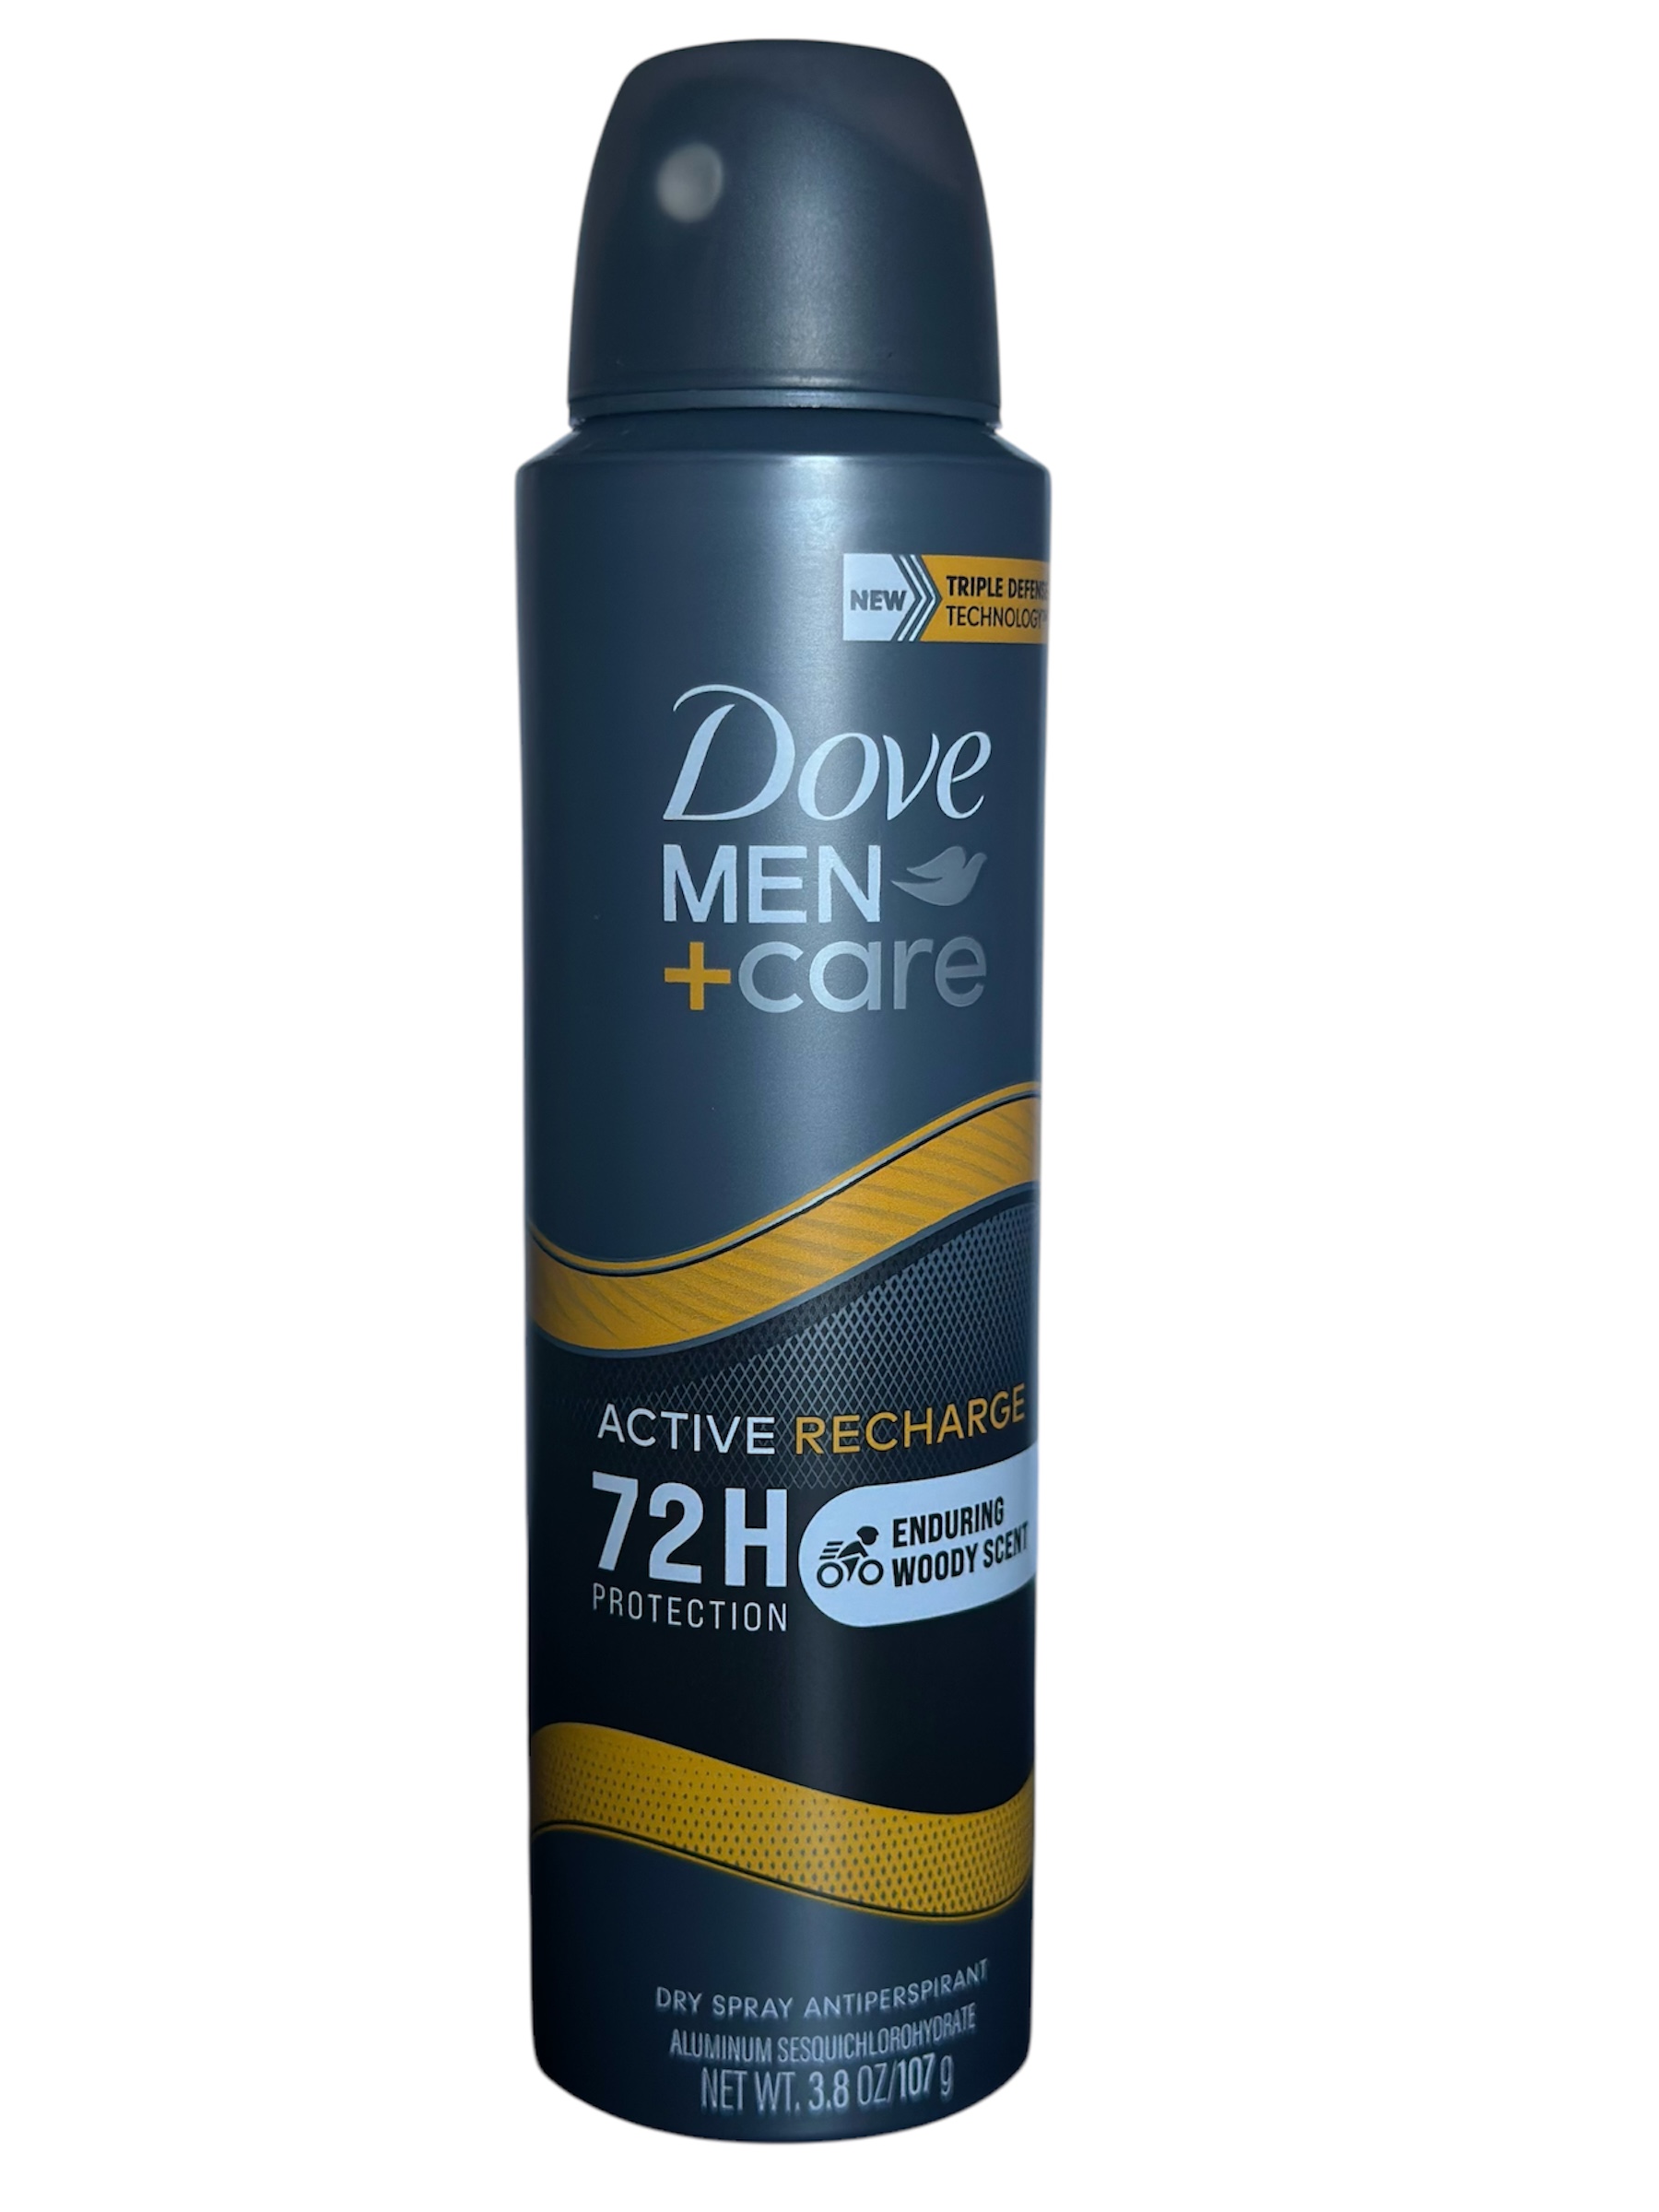 NEW
TRIPLE DEFENSE
TECHNOLOGY
Dove
MEN
+care
ACTIVE RECHARGE
72H
PROTECTION
ENDURING
WOODY SCENT
DRY SPRAY ANTIPERSPIRANT
ALUMINUM SESQUICHLOROHYDRATE
NET WT. 3.8 OZ/107 g